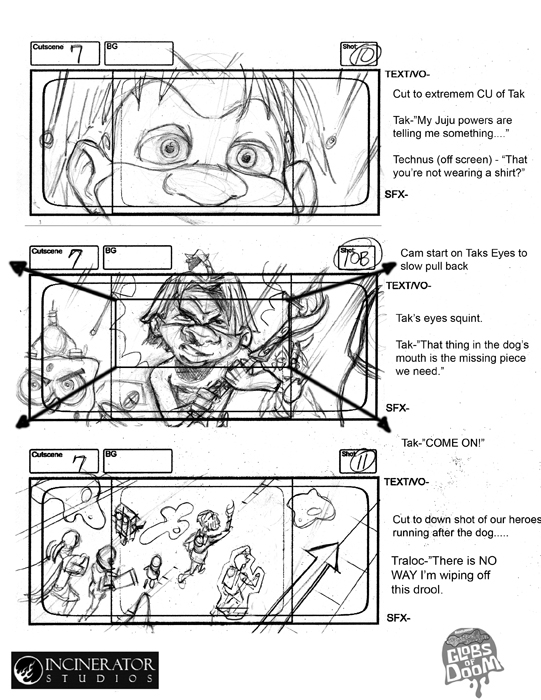 Cutscene 7
BG
Shot 10
TEXT/VO-
Cut to extremem CU of Tak
Tak-"My Juju powers are
telling me something...."
Technus (off screen) - "That
you're not wearing a shirt?"
SFX-
Cutscene 7
BG
Shot 10B
Cam start on Taks Eyes to
slow pull back
TEXT/VO-
Tak's eyes squint.
Tak-"That thing in the dog's
mouth is the missing piece
we need."
SFX-
Tak-"COME ON!"
Cutscene 7
BG
Shot 11
TEXT/VO-
Cut to down shot of our heroes
running after the dog.....
Traloc-"There is NO
WAY I'm wiping off
this drool.
SFX-
INCINERATOR
STUDIOS
GLOBS
OF
DOOM